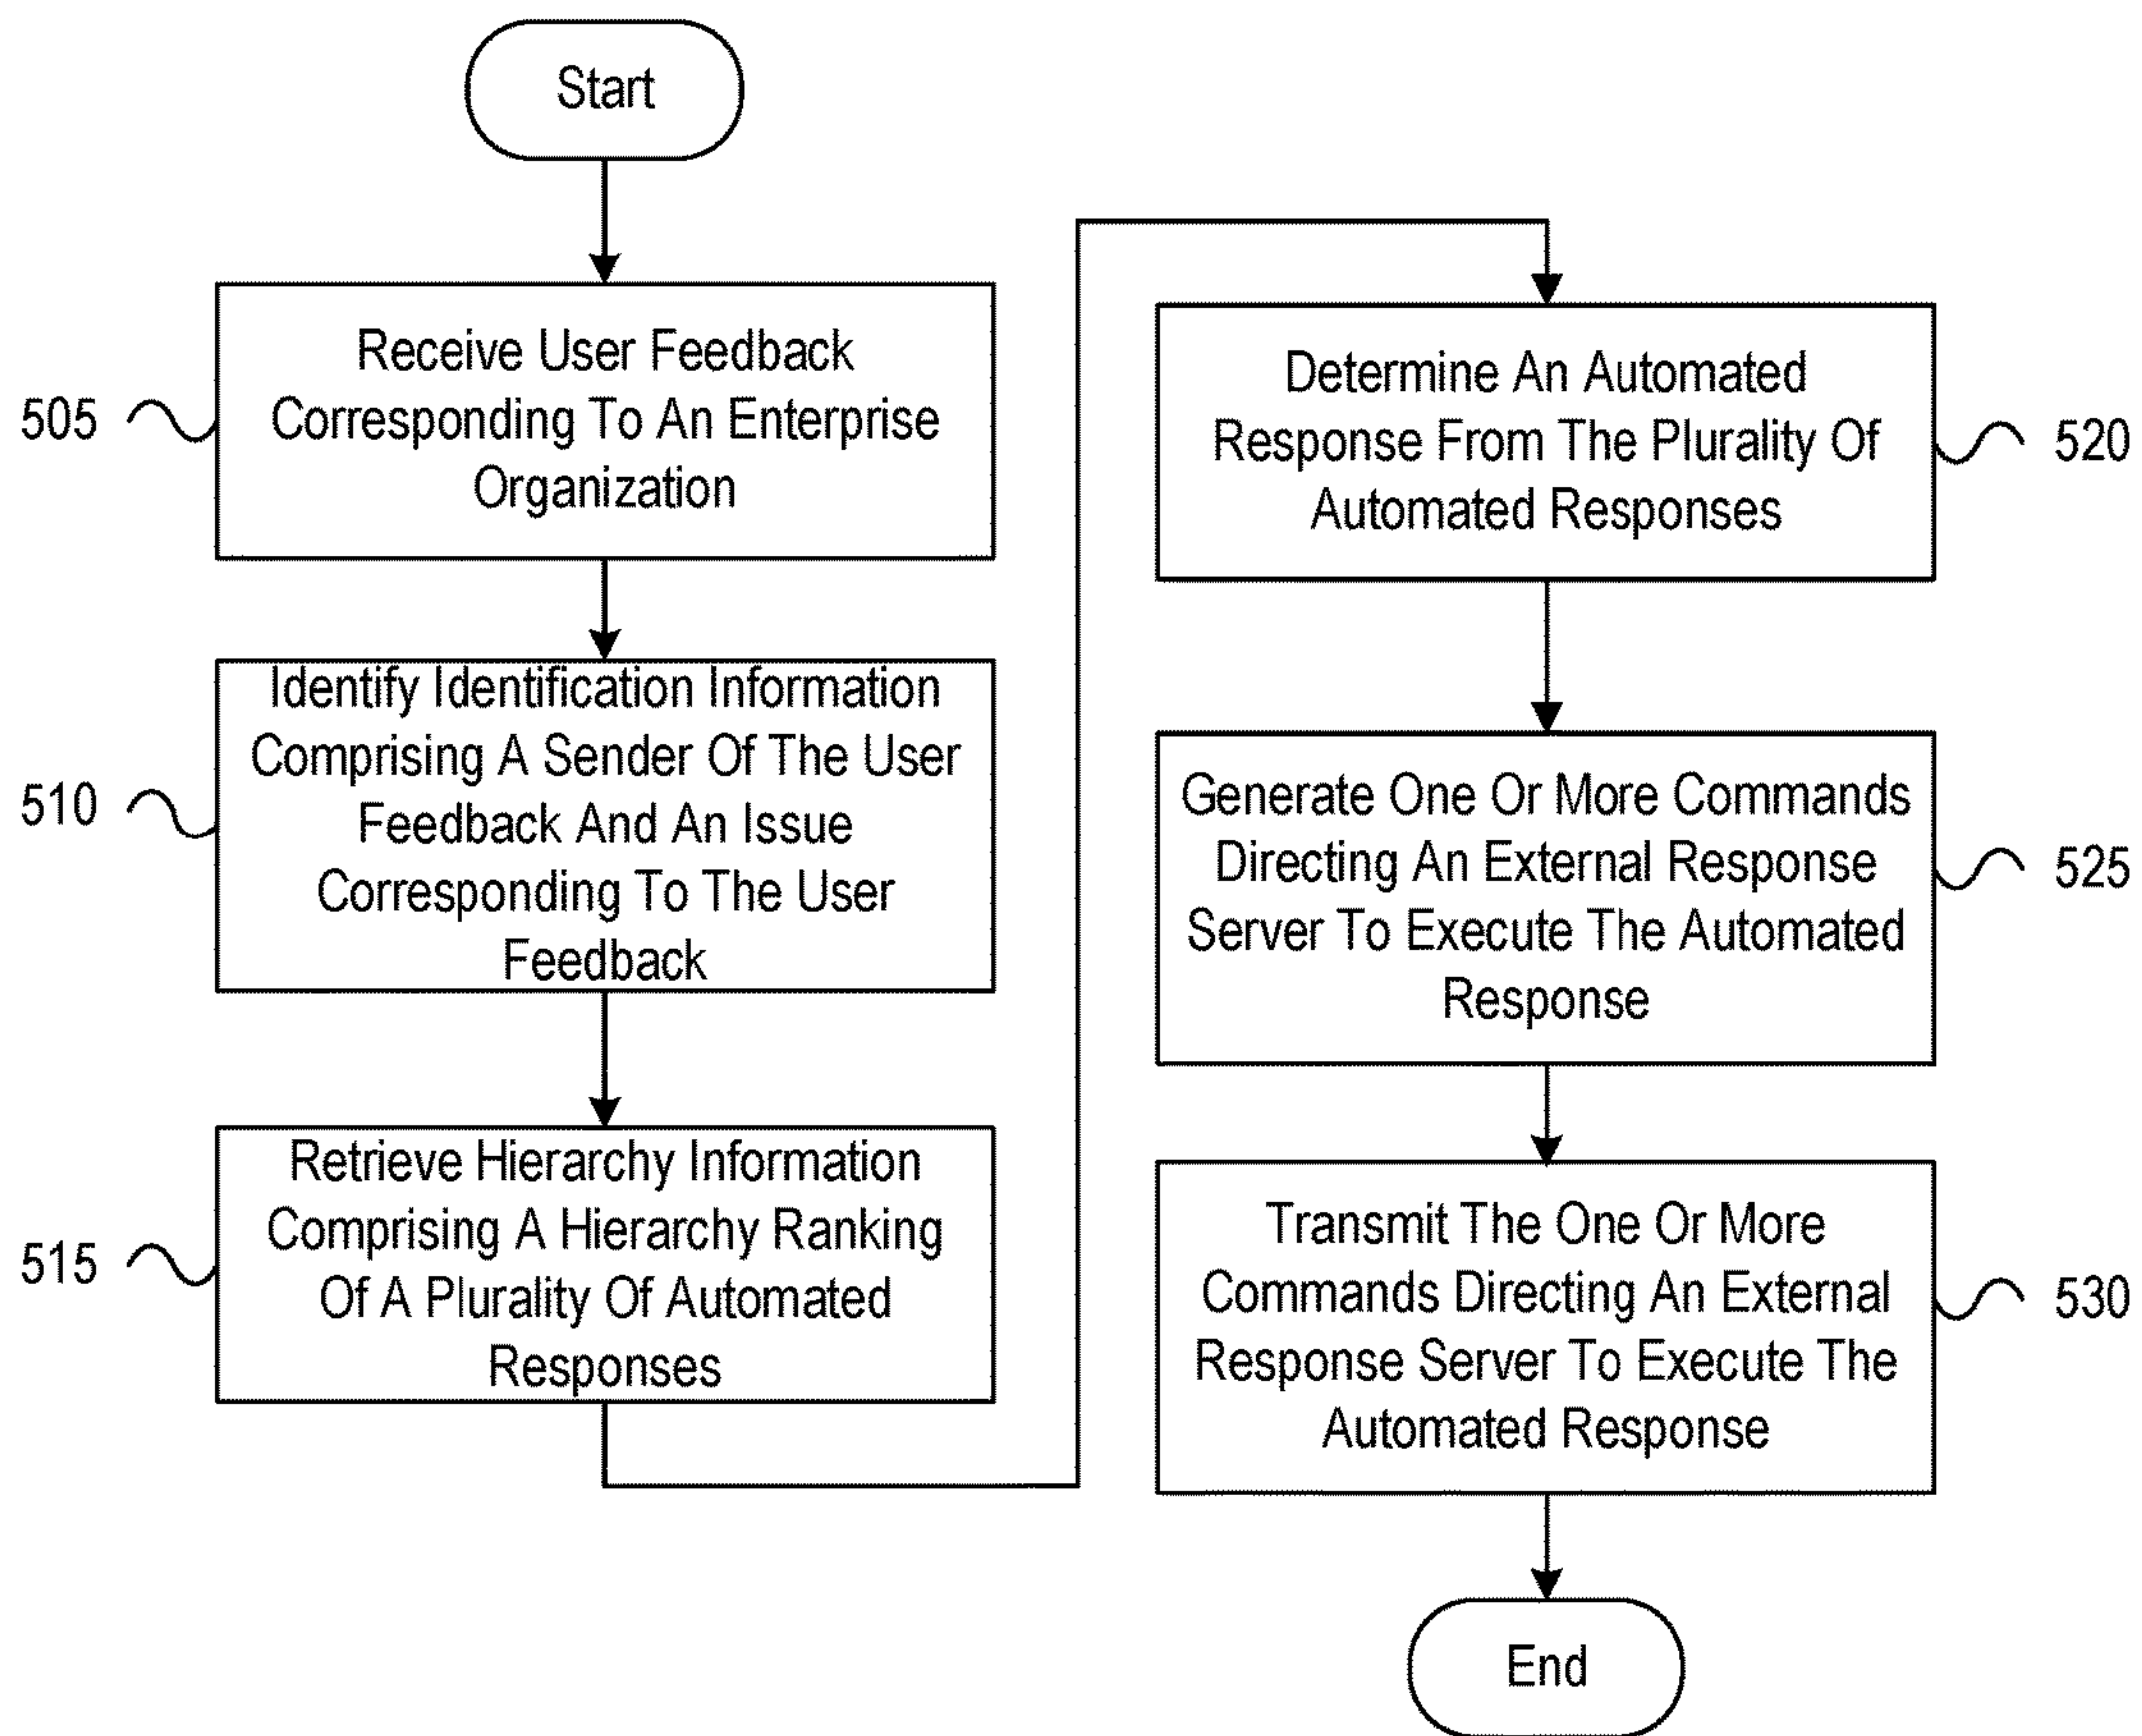 Start
505
Receive User Feedback
Corresponding To An Enterprise
Organization
510
Identify Identification Information
Comprising A Sender Of The User
Feedback And An Issue
Corresponding To The User
Feedback
515
Retrieve Hierarchy Information
Comprising A Hierarchy Ranking
Of A Plurality Of Automated
Responses
Determine An Automated
Response From The Plurality Of
Automated Responses
520
Generate One Or More Commands
Directing An External Response
Server To Execute The Automated
Response
525
Transmit The One Or More
Commands Directing An External
Response Server To Execute The
Automated Response
530
End